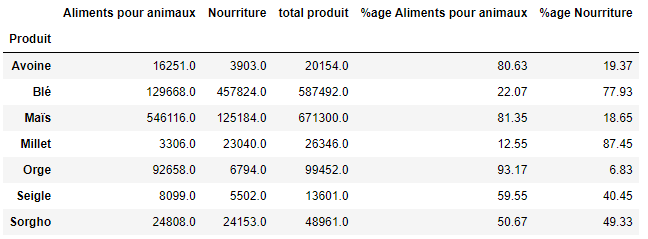 Aliments pour animaux Nourriture total produit %age Aliments pour animaux %age Nourriture
Produit
Avoine 16251.0 3903.0 20154.0 80.63 19.37
Blé 129668.0 457824.0 587492.0 22.07 77.93
Maïs 546116.0 125184.0 671300.0 81.35 18.65
Millet 3306.0 23040.0 26346.0 12.55 87.45
Orge 92658.0 6794.0 99452.0 93.17 6.83
Seigle 8099.0 5502.0 13601.0 59.55 40.45
Sorgho 24808.0 24153.0 48961.0 50.67 49.33